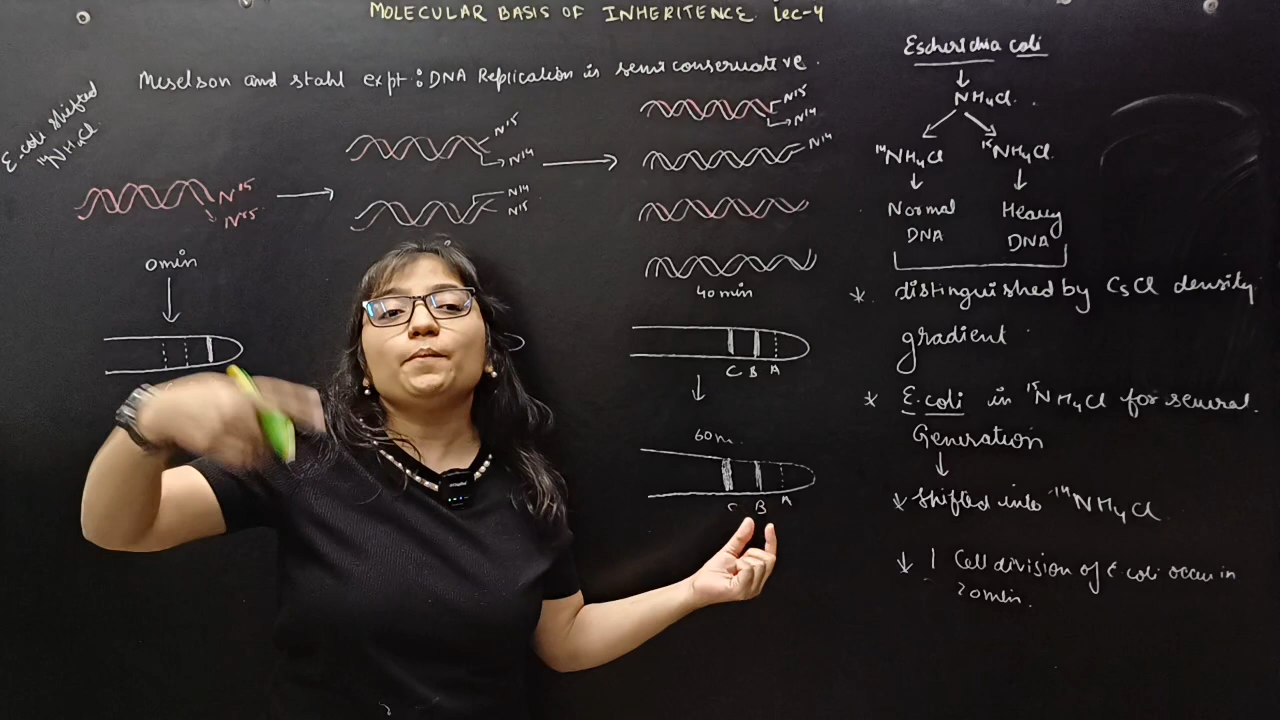 MOLECULAR BASIS OF INHERITENCE. Lec-4
Meselson and stahl expt: DNA Replication is semi conservative.
E. coli shifted
¹⁴NH4Cl.
N15
N15
0min
N15
N14
N14
N15
N15
N14
N14
40min
C B A
60m
C B A
Escherichia coli
NH4Cl.
¹⁴NH4Cl ¹⁵NH4Cl.
Normal Heavy
DNA DNA
* distinguished by CsCl density
gradient
* E. coli in ¹⁵NH4Cl for several
Generation
* shifted into ¹⁴NH4Cl
1 Cell division of E coli occur in
20min.